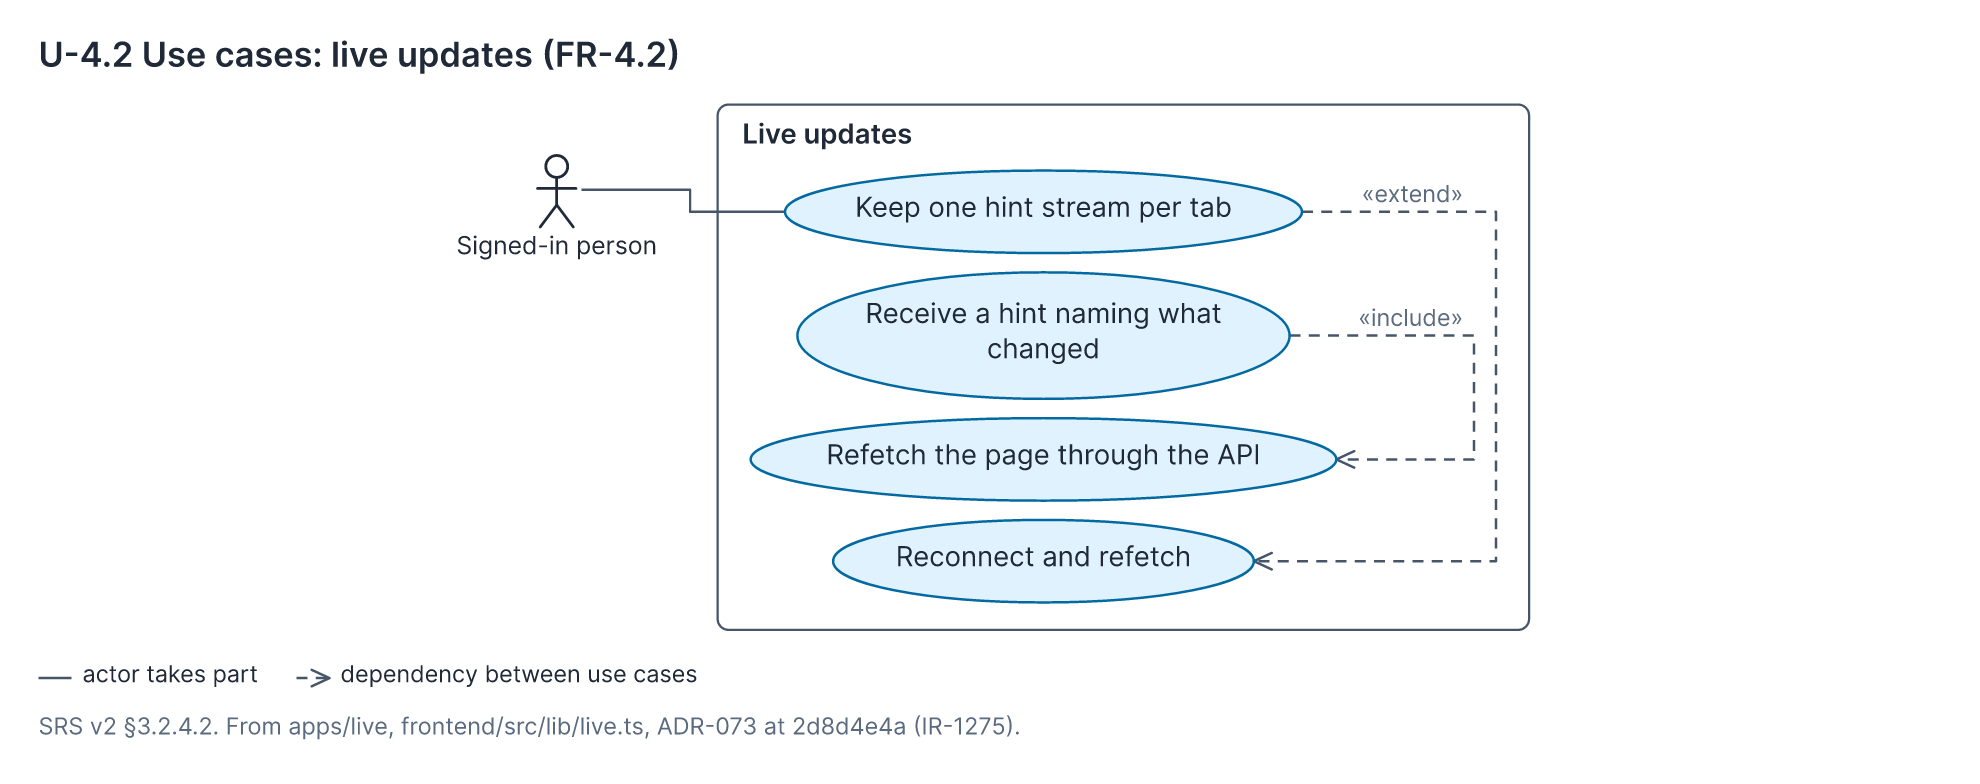 U-4.2 Use cases: live updates (FR-4.2)
Live updates
Signed-in person
Keep one hint stream per tab
«extend»
Receive a hint naming what
changed
«include»
Refetch the page through the API
Reconnect and refetch
actor takes part
dependency between use cases
SRS v2 §3.2.4.2. From apps/live, frontend/src/lib/live.ts, ADR-073 at 2d8d4e4a (IR-1275).